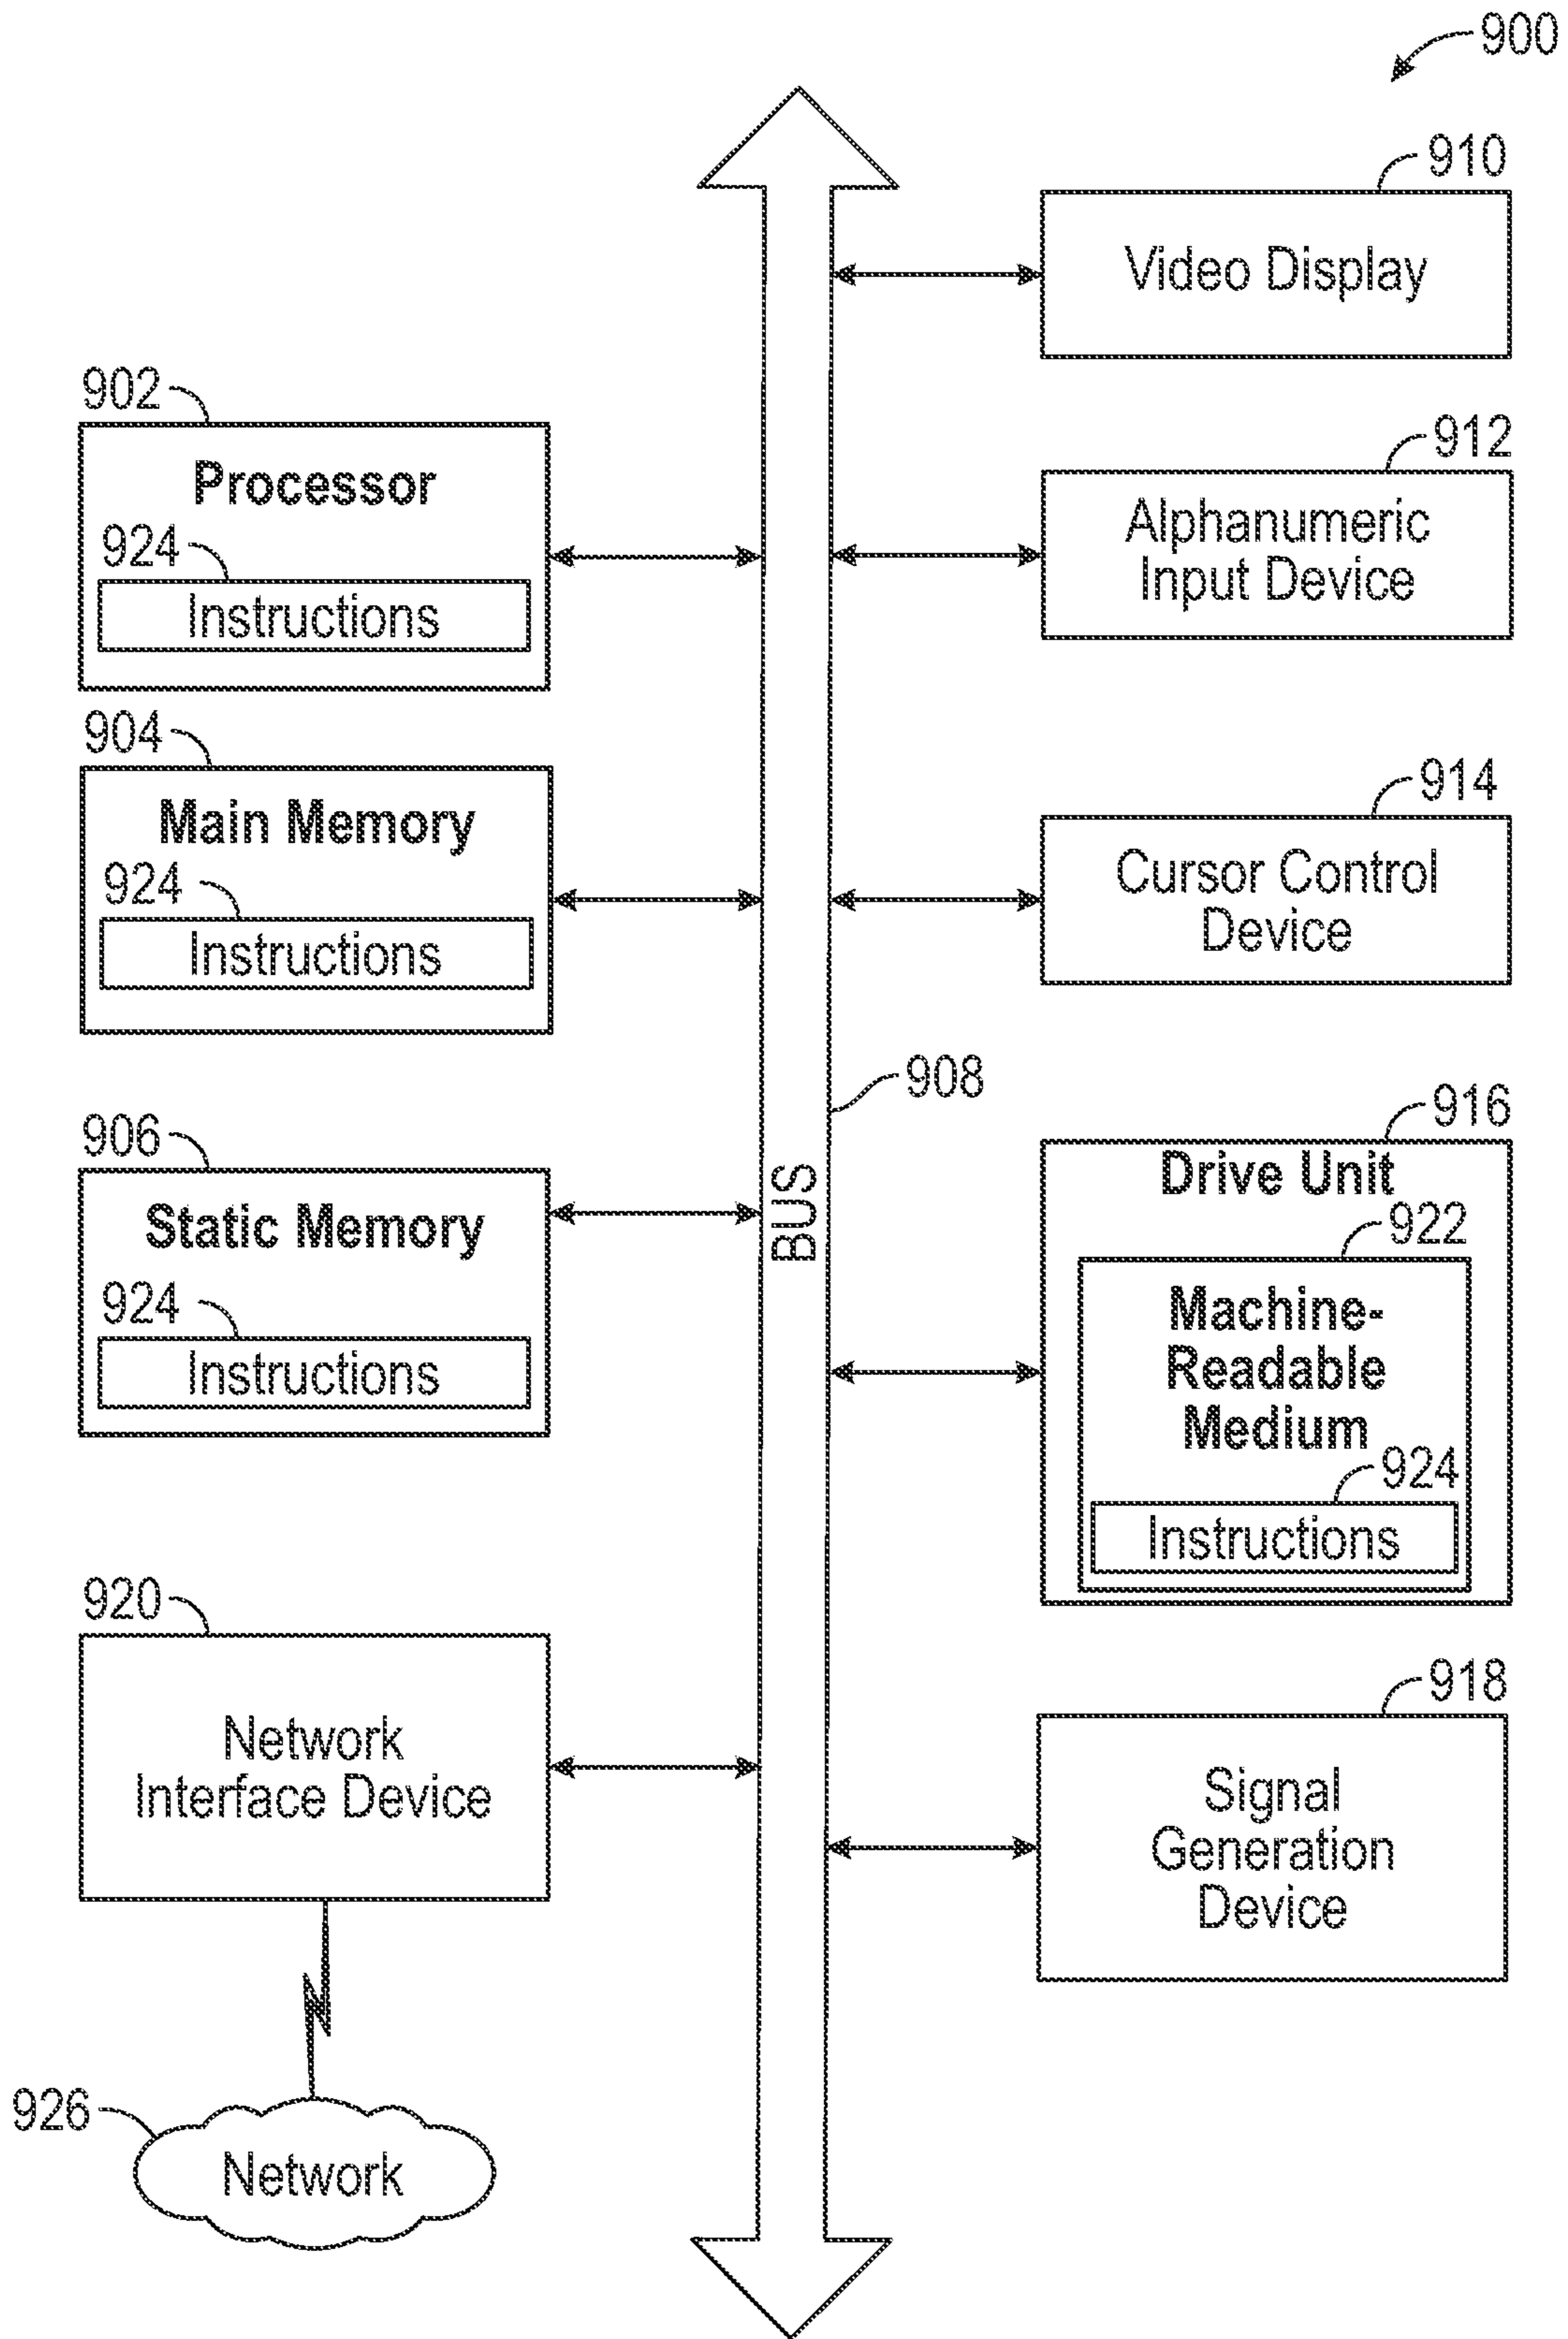 900
910
Video Display
902
Processor
924
Instructions
912
Alphanumeric
Input Device
904
Main Memory
924
Instructions
914
Cursor Control
Device
908
BUS
906
Static Memory
924
Instructions
916
Drive Unit
922
Machine-
Readable
Medium
924
Instructions
920
Network
Interface Device
918
Signal
Generation
Device
926
Network